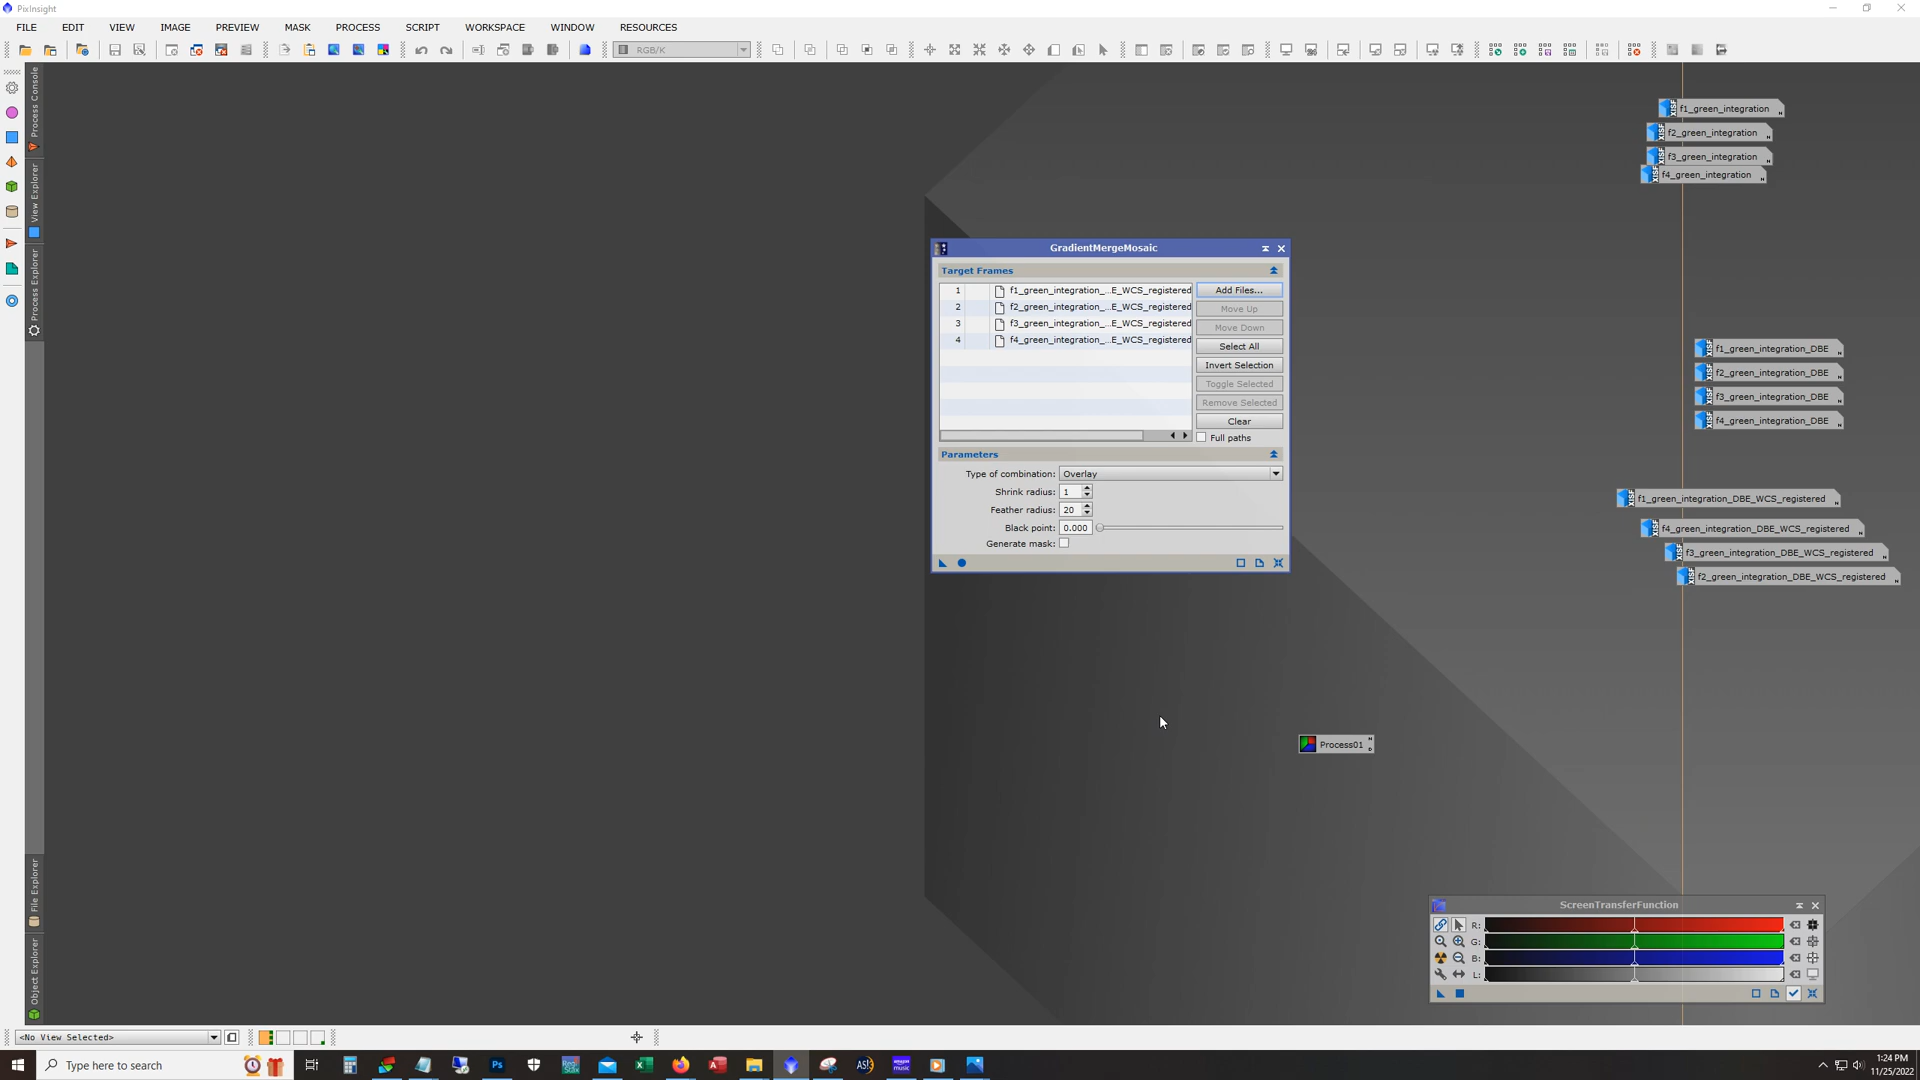 PixInsight
FILE EDIT VIEW IMAGE PREVIEW PROCESS MASK SCRIPT WORKSPACE WINDOW RESOURCES
RGB/K
Process Console
View Explorer
Process Explorer
File Explorer
Object Explorer
f1_green_integration
f2_green_integration
f3_green_integration
f4_green_integration
GradientMergeMosaic
Target Frames
1 f1_green_integration_...E_WCS_registered
2 f2_green_integration_...E_WCS_registered
3 f3_green_integration_...E_WCS_registered
4 f4_green_integration_...E_WCS_registered
Add Files...
Move Up
Move Down
Select All
Invert Selection
Toggle Selected
Remove Selected
Clear
Full paths
Parameters
Type of combination: Overlay
Shrink radius: 1
Feather radius: 20
Black point: 0.000
Generate mask:
f1_green_integration_DBE
f2_green_integration_DBE
f3_green_integration_DBE
f4_green_integration_DBE
f1_green_integration_DBE_WCS_registered
f4_green_integration_DBE_WCS_registered
f3_green_integration_DBE_WCS_registered
f2_green_integration_DBE_WCS_registered
Process01
ScreenTransferFunction
R:
G:
B:
L:
<No View Selected>
Type here to search
1:24 PM
11/25/2022